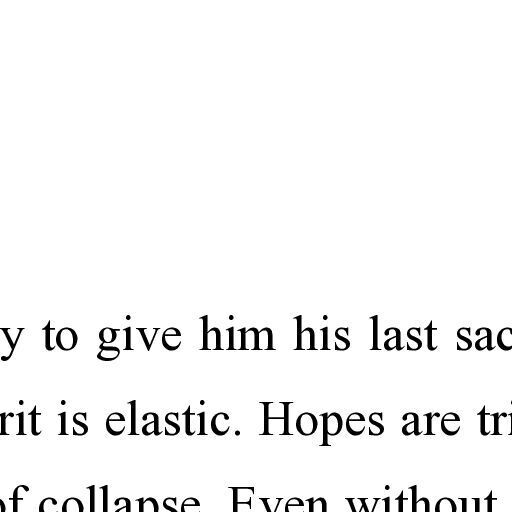 y to give him his last sac
rit is elastic. Hopes are tri
of collapse. Even without